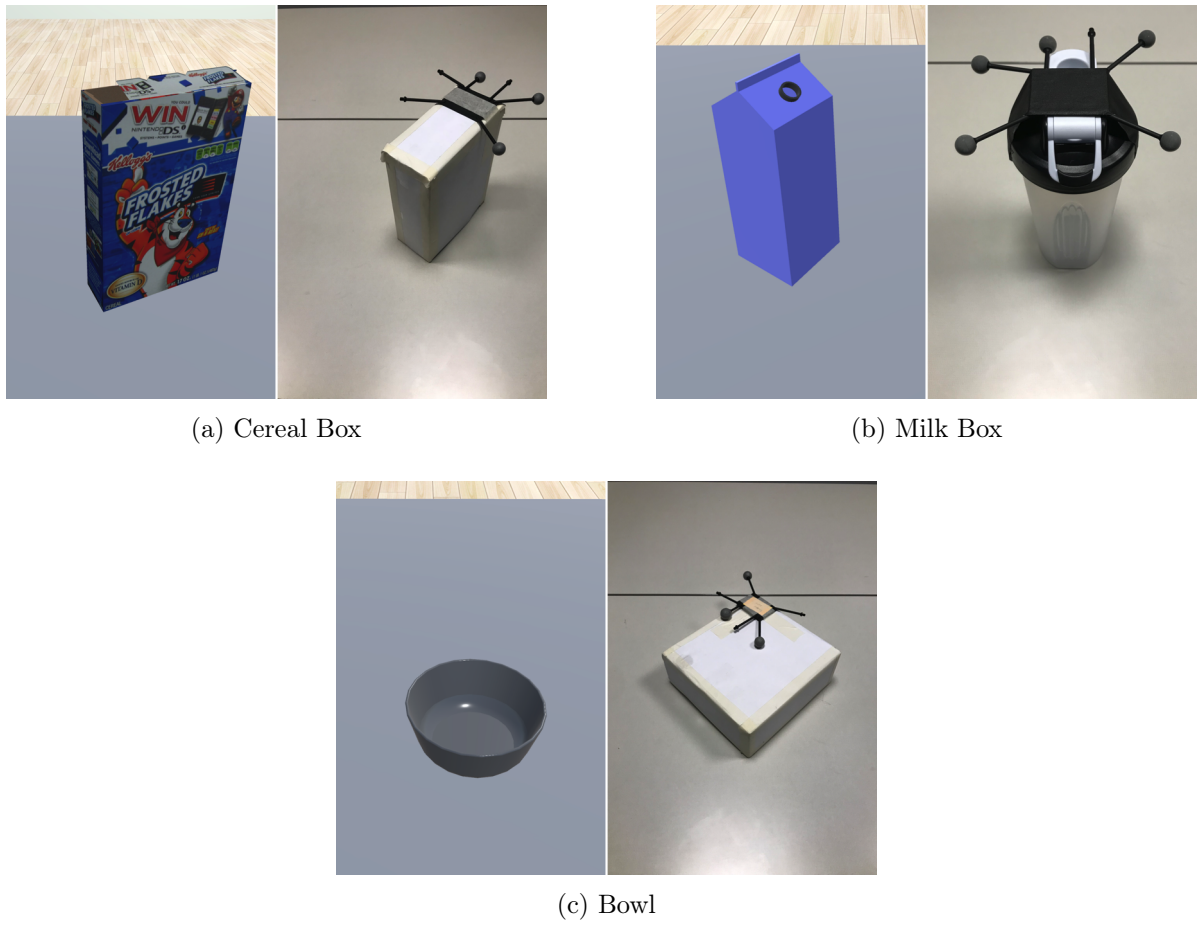 WIN
NINTENDO DS
Kellogg's
FROSTED
FLAKES
VITAMIN D
(a) Cereal Box
(b) Milk Box
(c) Bowl